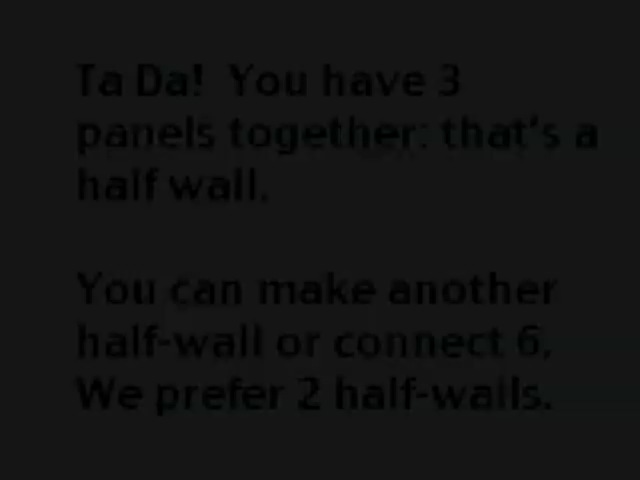 Ta Da!  You have 3
panels together: that's a
half wall.
You can make another
half-wall or connect 6.
We prefer 2 half-walls.